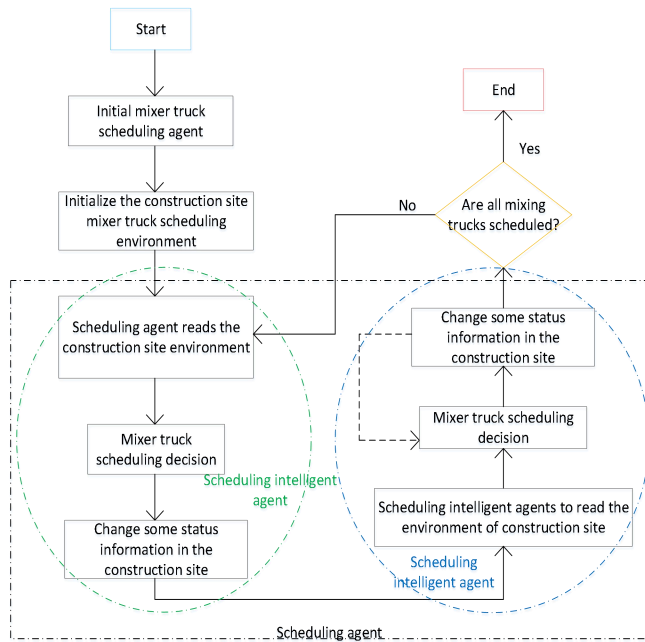 Start
Initial mixer truck
scheduling agent
Initialize the construction site
mixer truck scheduling
environment
Scheduling agent reads the
construction site environment
Mixer truck
scheduling decision
Scheduling intelligent
agent
Change some status
information in the
construction site
End
Yes
No
Are all mixing
trucks scheduled?
Change some status
information in the
construction site
Mixer truck scheduling
decision
Scheduling intelligent agents to read the
environment of construction site
Scheduling
intelligent agent
Scheduling agent